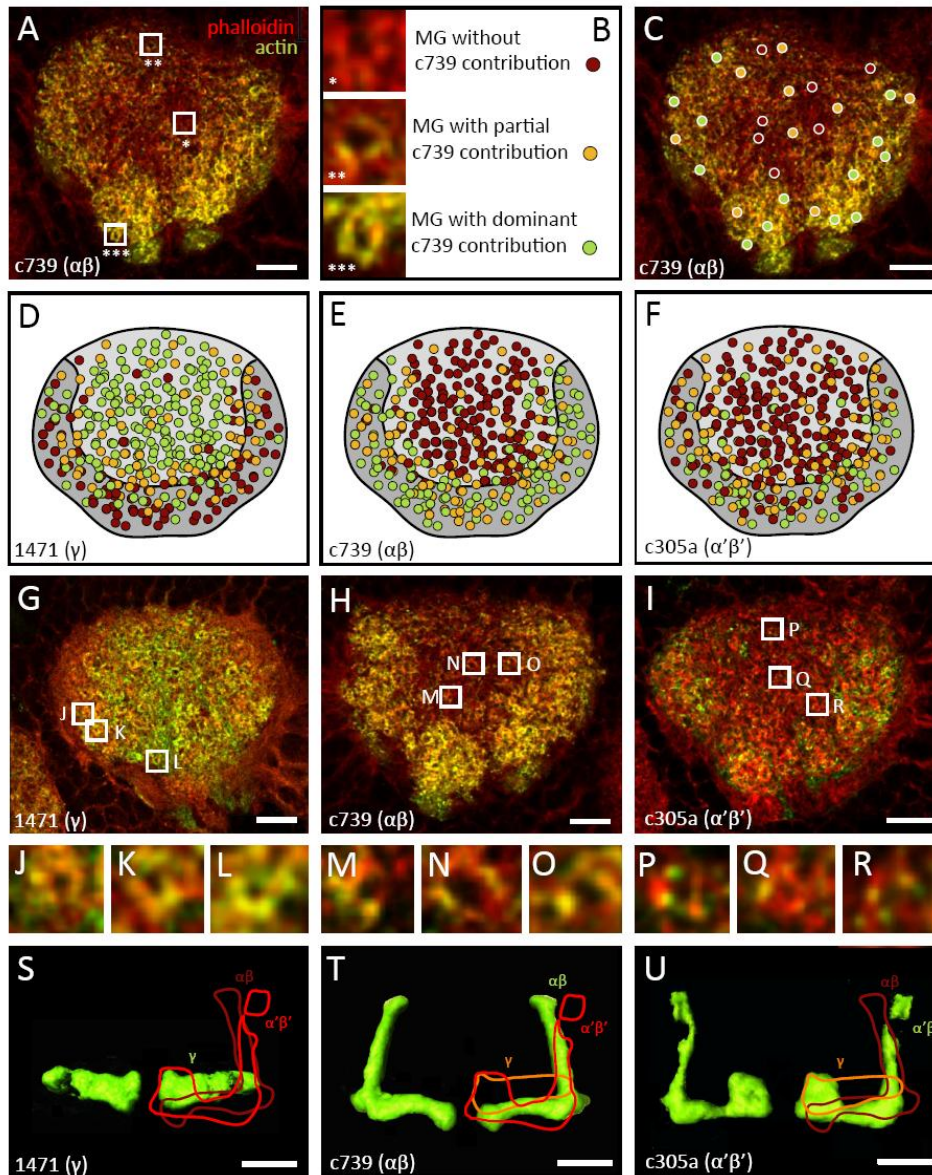 A
phalloidin
actin
**
*
***
c739 (αβ)
B
*
MG without
c739 contribution
**
MG with partial
c739 contribution
***
MG with dominant
c739 contribution
C
c739 (αβ)
D
1471 (γ)
E
c739 (αβ)
F
c305a (α'β')
G
J
K
L
1471 (γ)
H
N
O
M
c739 (αβ)
I
P
Q
R
c305a (α'β')
J
K
L
M
N
O
P
Q
R
S
αβ
α'β'
γ
1471 (γ)
T
αβ
α'β'
γ
c739 (αβ)
U
αβ
α'β'
γ
c305a (α'β')